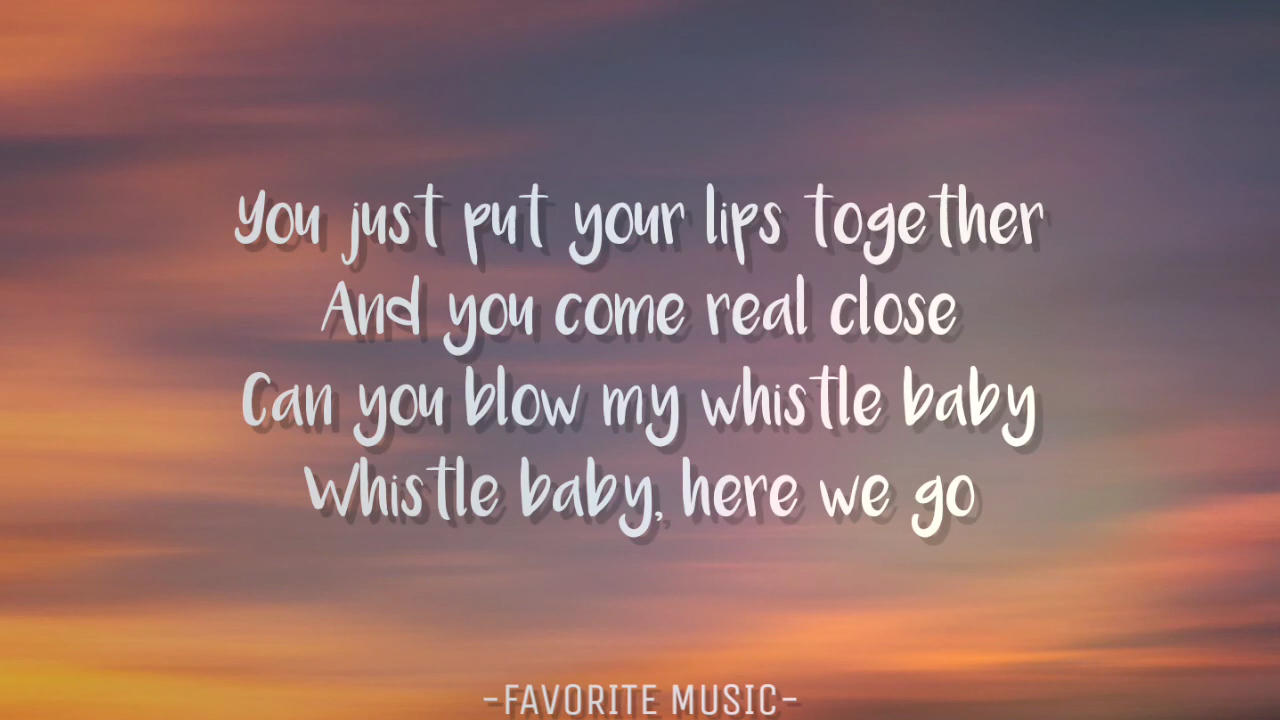 You just put your lips together
And you come real close
Can you blow my whistle baby
Whistle baby, here we go
-FAVORITE MUSIC-